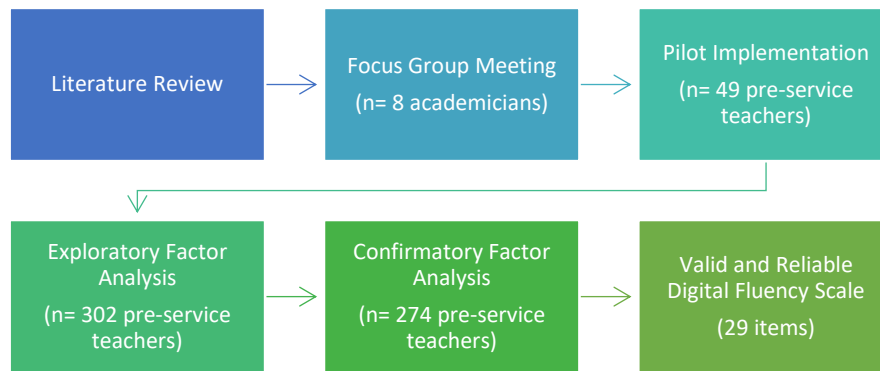 Literature Review
Focus Group Meeting
(n= 8 academicians)
Pilot Implementation
(n= 49 pre-service
teachers)
Exploratory Factor
Analysis
(n= 302 pre-service
teachers)
Confirmatory Factor
Analysis
(n= 274 pre-service
teachers)
Valid and Reliable
Digital Fluency Scale
(29 items)